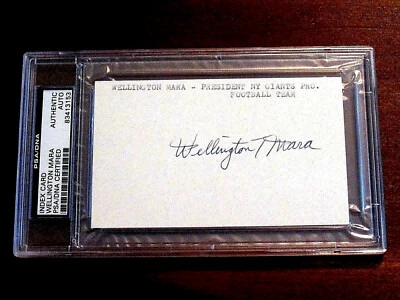 WELLINGTON MARA - PRESIDENT NY GIANTS PRO.
FOOTBALL TEAM
Wellington T Mara
INDEX CARD
WELLINGTON MARA
PSA/DNA CERTIFIED
AUTHENTIC
AUTO
83413153
PSA/DNA